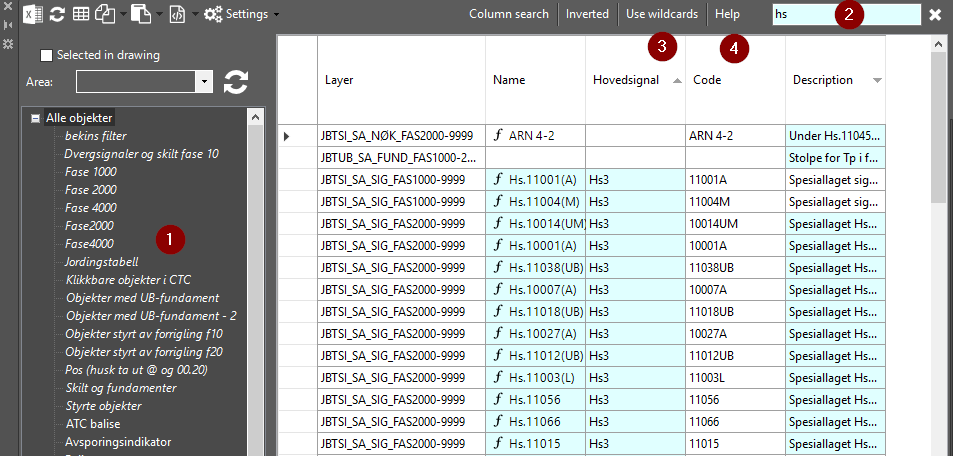 Settings
Column search
Inverted
Use wildcards
Help
hs
2
3
4
Selected in drawing
Area:
Layer Name Hovedsignal Code Description
Alle objekter
bekins filter
Dvergsignaler og skilt fase 10
Fase 1000
Fase 2000
Fase 4000
Fase2000
Fase4000
1
Jordingstabell
Klikkbare objekter i CTC
Objekter med UB-fundament
Objekter med UB-fundament - 2
Objekter styrt av forrigling f10
Objekter styrt av forrigling f20
Pos (husk ta ut @ og 00.20)
Skilt og fundamenter
Styrte objekter
ATC balise
Avsporingsindikator
JBTSI_SA_NØK_FAS2000-9999 f ARN 4-2 ARN 4-2 Under Hs.11045...
JBTUB_SA_FUND_FAS1000-2... Stolpe for Tp i f...
JBTSI_SA_SIG_FAS1000-9999 f Hs.11001(A) Hs3 11001A Spesiallaget sig...
JBTSI_SA_SIG_FAS1000-9999 f Hs.11004(M) Hs3 11004M Spesiallaget sig...
JBTSI_SA_SIG_FAS2000-9999 f Hs.10014(UM) Hs3 10014UM Spesiallaget Hs...
JBTSI_SA_SIG_FAS2000-9999 f Hs.10001(A) Hs3 10001A Spesiallaget Hs...
JBTSI_SA_SIG_FAS2000-9999 f Hs.11038(UB) Hs3 11038UB Spesiallaget Hs...
JBTSI_SA_SIG_FAS2000-9999 f Hs.10007(A) Hs3 10007A Spesiallaget Hs...
JBTSI_SA_SIG_FAS2000-9999 f Hs.11018(UB) Hs3 11018UB Spesiallaget Hs...
JBTSI_SA_SIG_FAS2000-9999 f Hs.10027(A) Hs3 10027A Spesiallaget Hs...
JBTSI_SA_SIG_FAS2000-9999 f Hs.11012(UB) Hs3 11012UB Spesiallaget Hs...
JBTSI_SA_SIG_FAS2000-9999 f Hs.11003(L) Hs3 11003L Spesiallaget Hs...
JBTSI_SA_SIG_FAS2000-9999 f Hs.11056 Hs3 11056 Spesiallaget Hs...
JBTSI_SA_SIG_FAS2000-9999 f Hs.11066 Hs3 11066 Spesiallaget Hs...
JBTSI_SA_SIG_FAS2000-9999 f Hs.11015 Hs3 11015 Spesiallaget Hs...